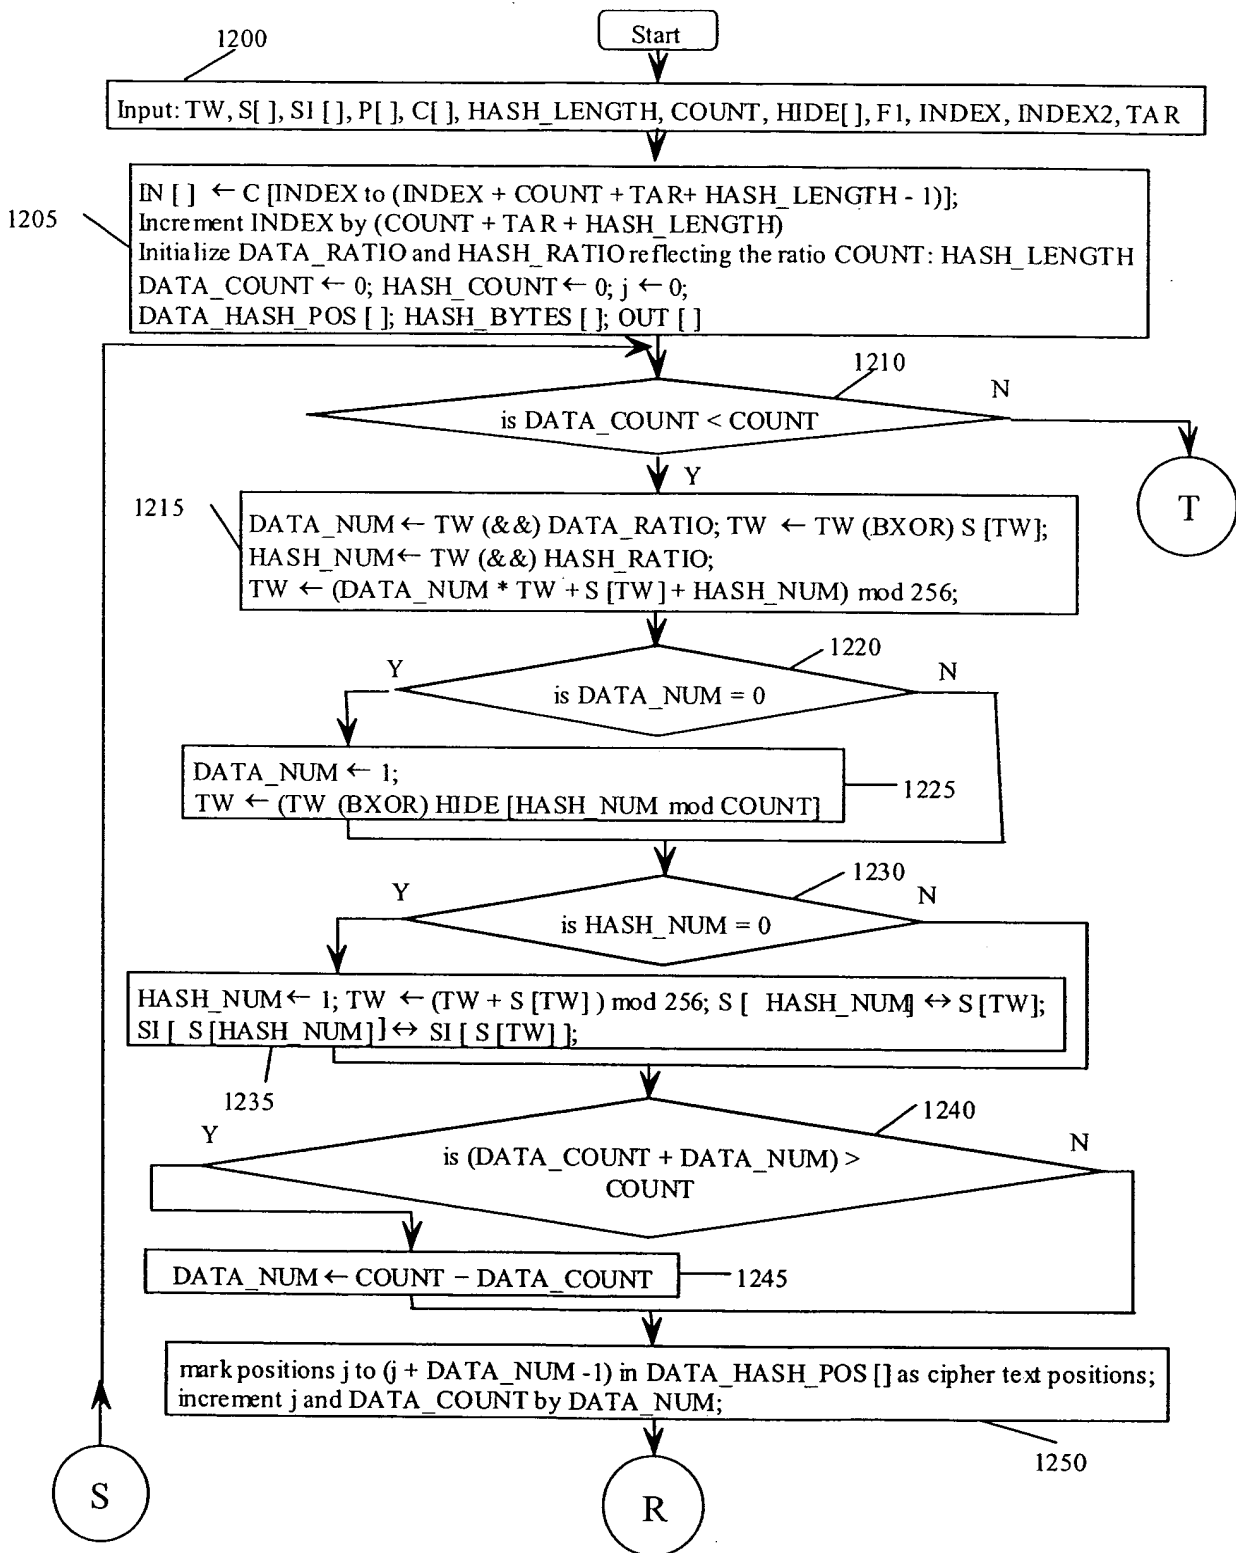 1200
Start
Input: TW, S[ ], SI [ ], P[ ], C[ ], HASH_LENGTH, COUNT, HIDE[ ], F1, INDEX, INDEX2, TAR
1205
IN [ ] ← C [INDEX to (INDEX + COUNT + TAR+ HASH_LENGTH - 1)];
Increment INDEX by (COUNT + TAR + HASH_LENGTH)
Initialize DATA_RATIO and HASH_RATIO reflecting the ratio COUNT: HASH_LENGTH
DATA_COUNT ← 0; HASH_COUNT ← 0; j ← 0;
DATA_HASH_POS [ ]; HASH_BYTES [ ]; OUT [ ]
1210
N
is DATA_COUNT < COUNT
Y
T
1215
DATA_NUM ← TW (&&) DATA_RATIO; TW ← TW (BXOR) S [TW];
HASH_NUM ← TW (&&) HASH_RATIO;
TW ← (DATA_NUM * TW + S [TW] + HASH_NUM) mod 256;
1220
Y
N
is DATA_NUM = 0
DATA_NUM ← 1;
TW ← (TW (BXOR) HIDE [HASH_NUM mod COUNT]
1225
1230
Y
N
is HASH_NUM = 0
HASH_NUM ← 1; TW ← (TW + S [TW] ) mod 256; S [ HASH_NUM] ↔ S [TW];
SI [ S [HASH_NUM] ] ↔ SI [ S [TW] ];
1235
1240
Y
N
is (DATA_COUNT + DATA_NUM) >
COUNT
DATA_NUM ← COUNT − DATA_COUNT
1245
mark positions j to (j + DATA_NUM -1) in DATA_HASH_POS [] as cipher text positions;
increment j and DATA_COUNT by DATA_NUM;
1250
S
R